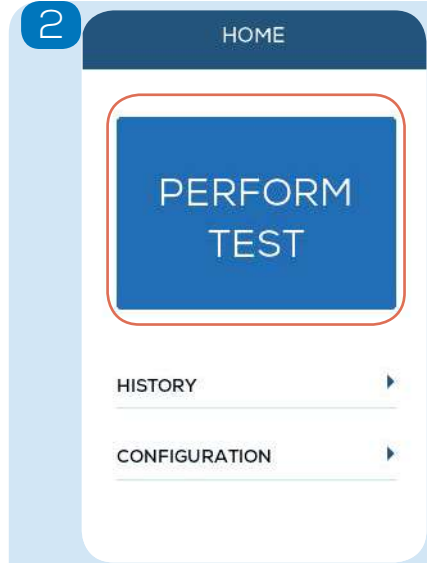 2
HOME
PERFORM
TEST
HISTORY
CONFIGURATION